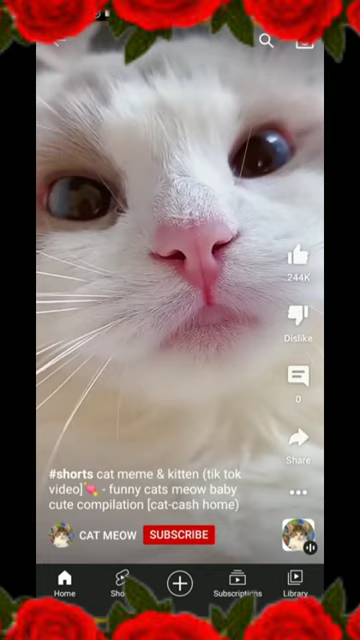 244K
Dislike
0
Share
#shorts cat meme & kitten (tik tok
video]💘 - funny cats meow baby
cute compilation [cat-cash home)
CAT MEOW SUBSCRIBE
Home Sho Subscriptions Library